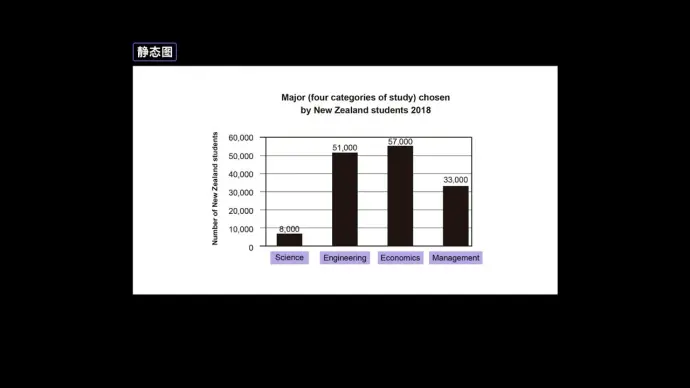 静态图
Major (four categories of study) chosen
by New Zealand students 2018
Number of New Zealand students
60,000
50,000
40,000
30,000
20,000
10,000
0
8,000
51,000
57,000
33,000
Science
Engineering
Economics
Management